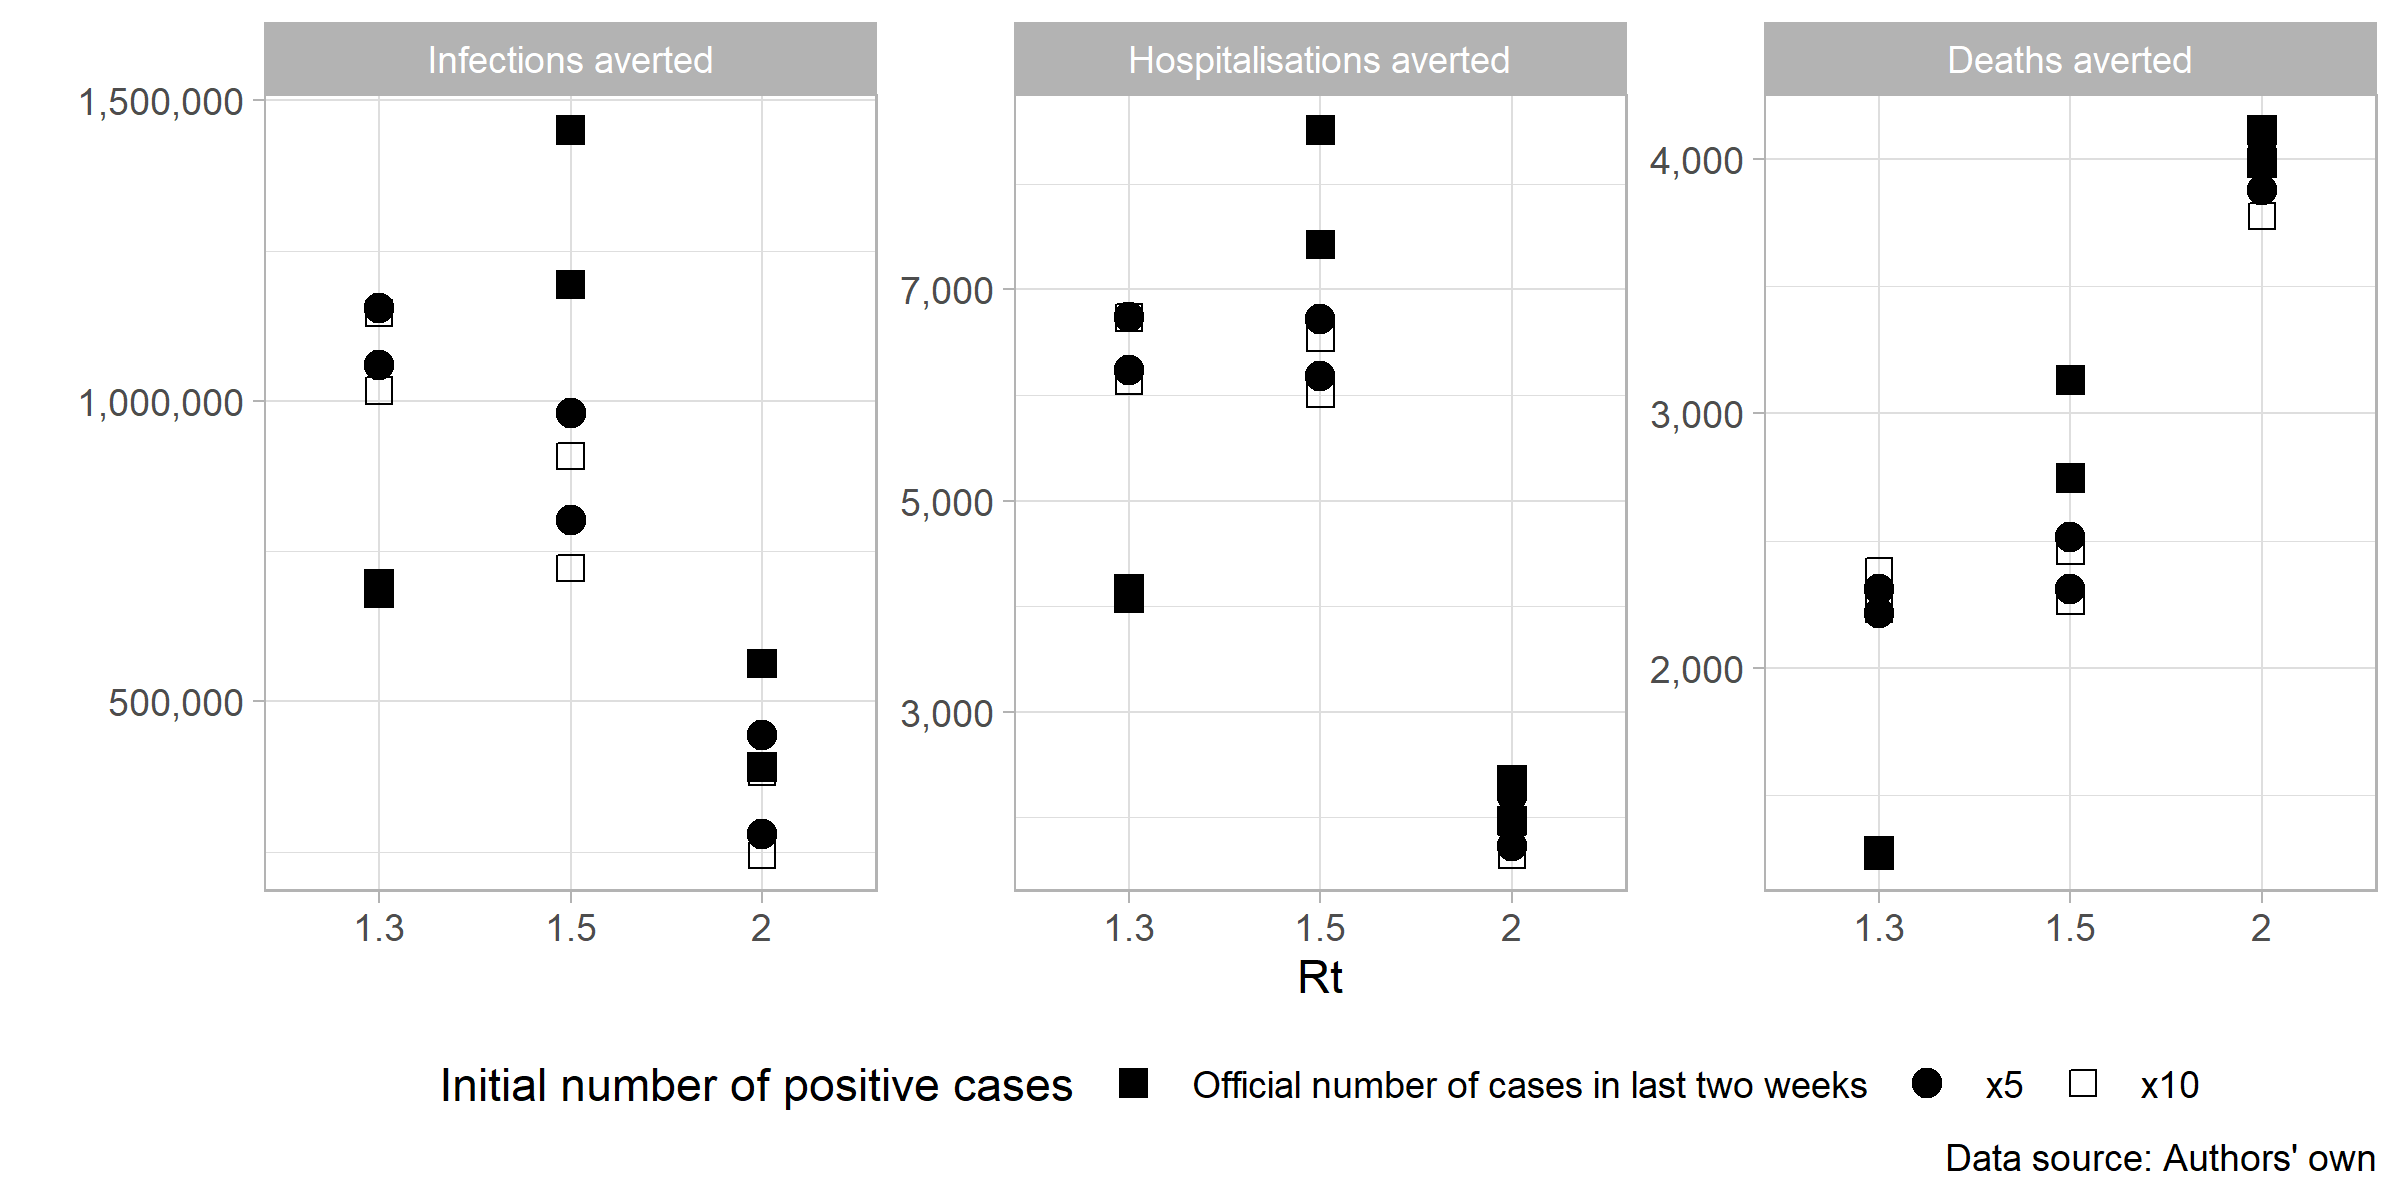 Infections averted
Hospitalisations averted
Deaths averted
1,500,000
1,000,000
500,000
7,000
5,000
3,000
4,000
3,000
2,000
1.3 1.5 2
1.3 1.5 2
1.3 1.5 2
Rt
Initial number of positive cases Official number of cases in last two weeks x5 x10
Data source: Authors' own